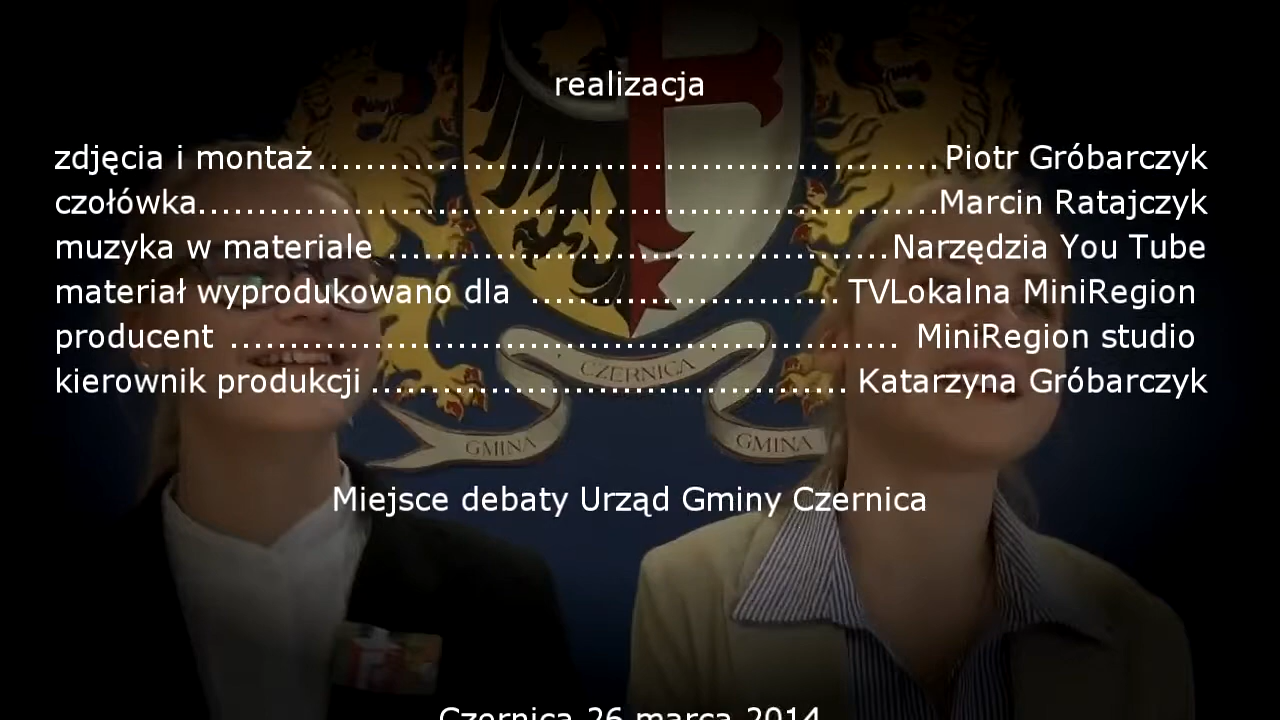 realizacja
zdjęcia i montaż....................................................Piotr Gróbarczyk
czołówka..............................................................Marcin Ratajczyk
muzyka w materiale ..........................................Narzędzia You Tube
materiał wyprodukowano dla .......................... TVLokalna MiniRegion
producent ........................................................ MiniRegion studio
kierownik produkcji ........................................ Katarzyna Gróbarczyk
CZERNICA
GMINA GMINA
Miejsce debaty Urząd Gminy Czernica
Czernica 26 marca 2014